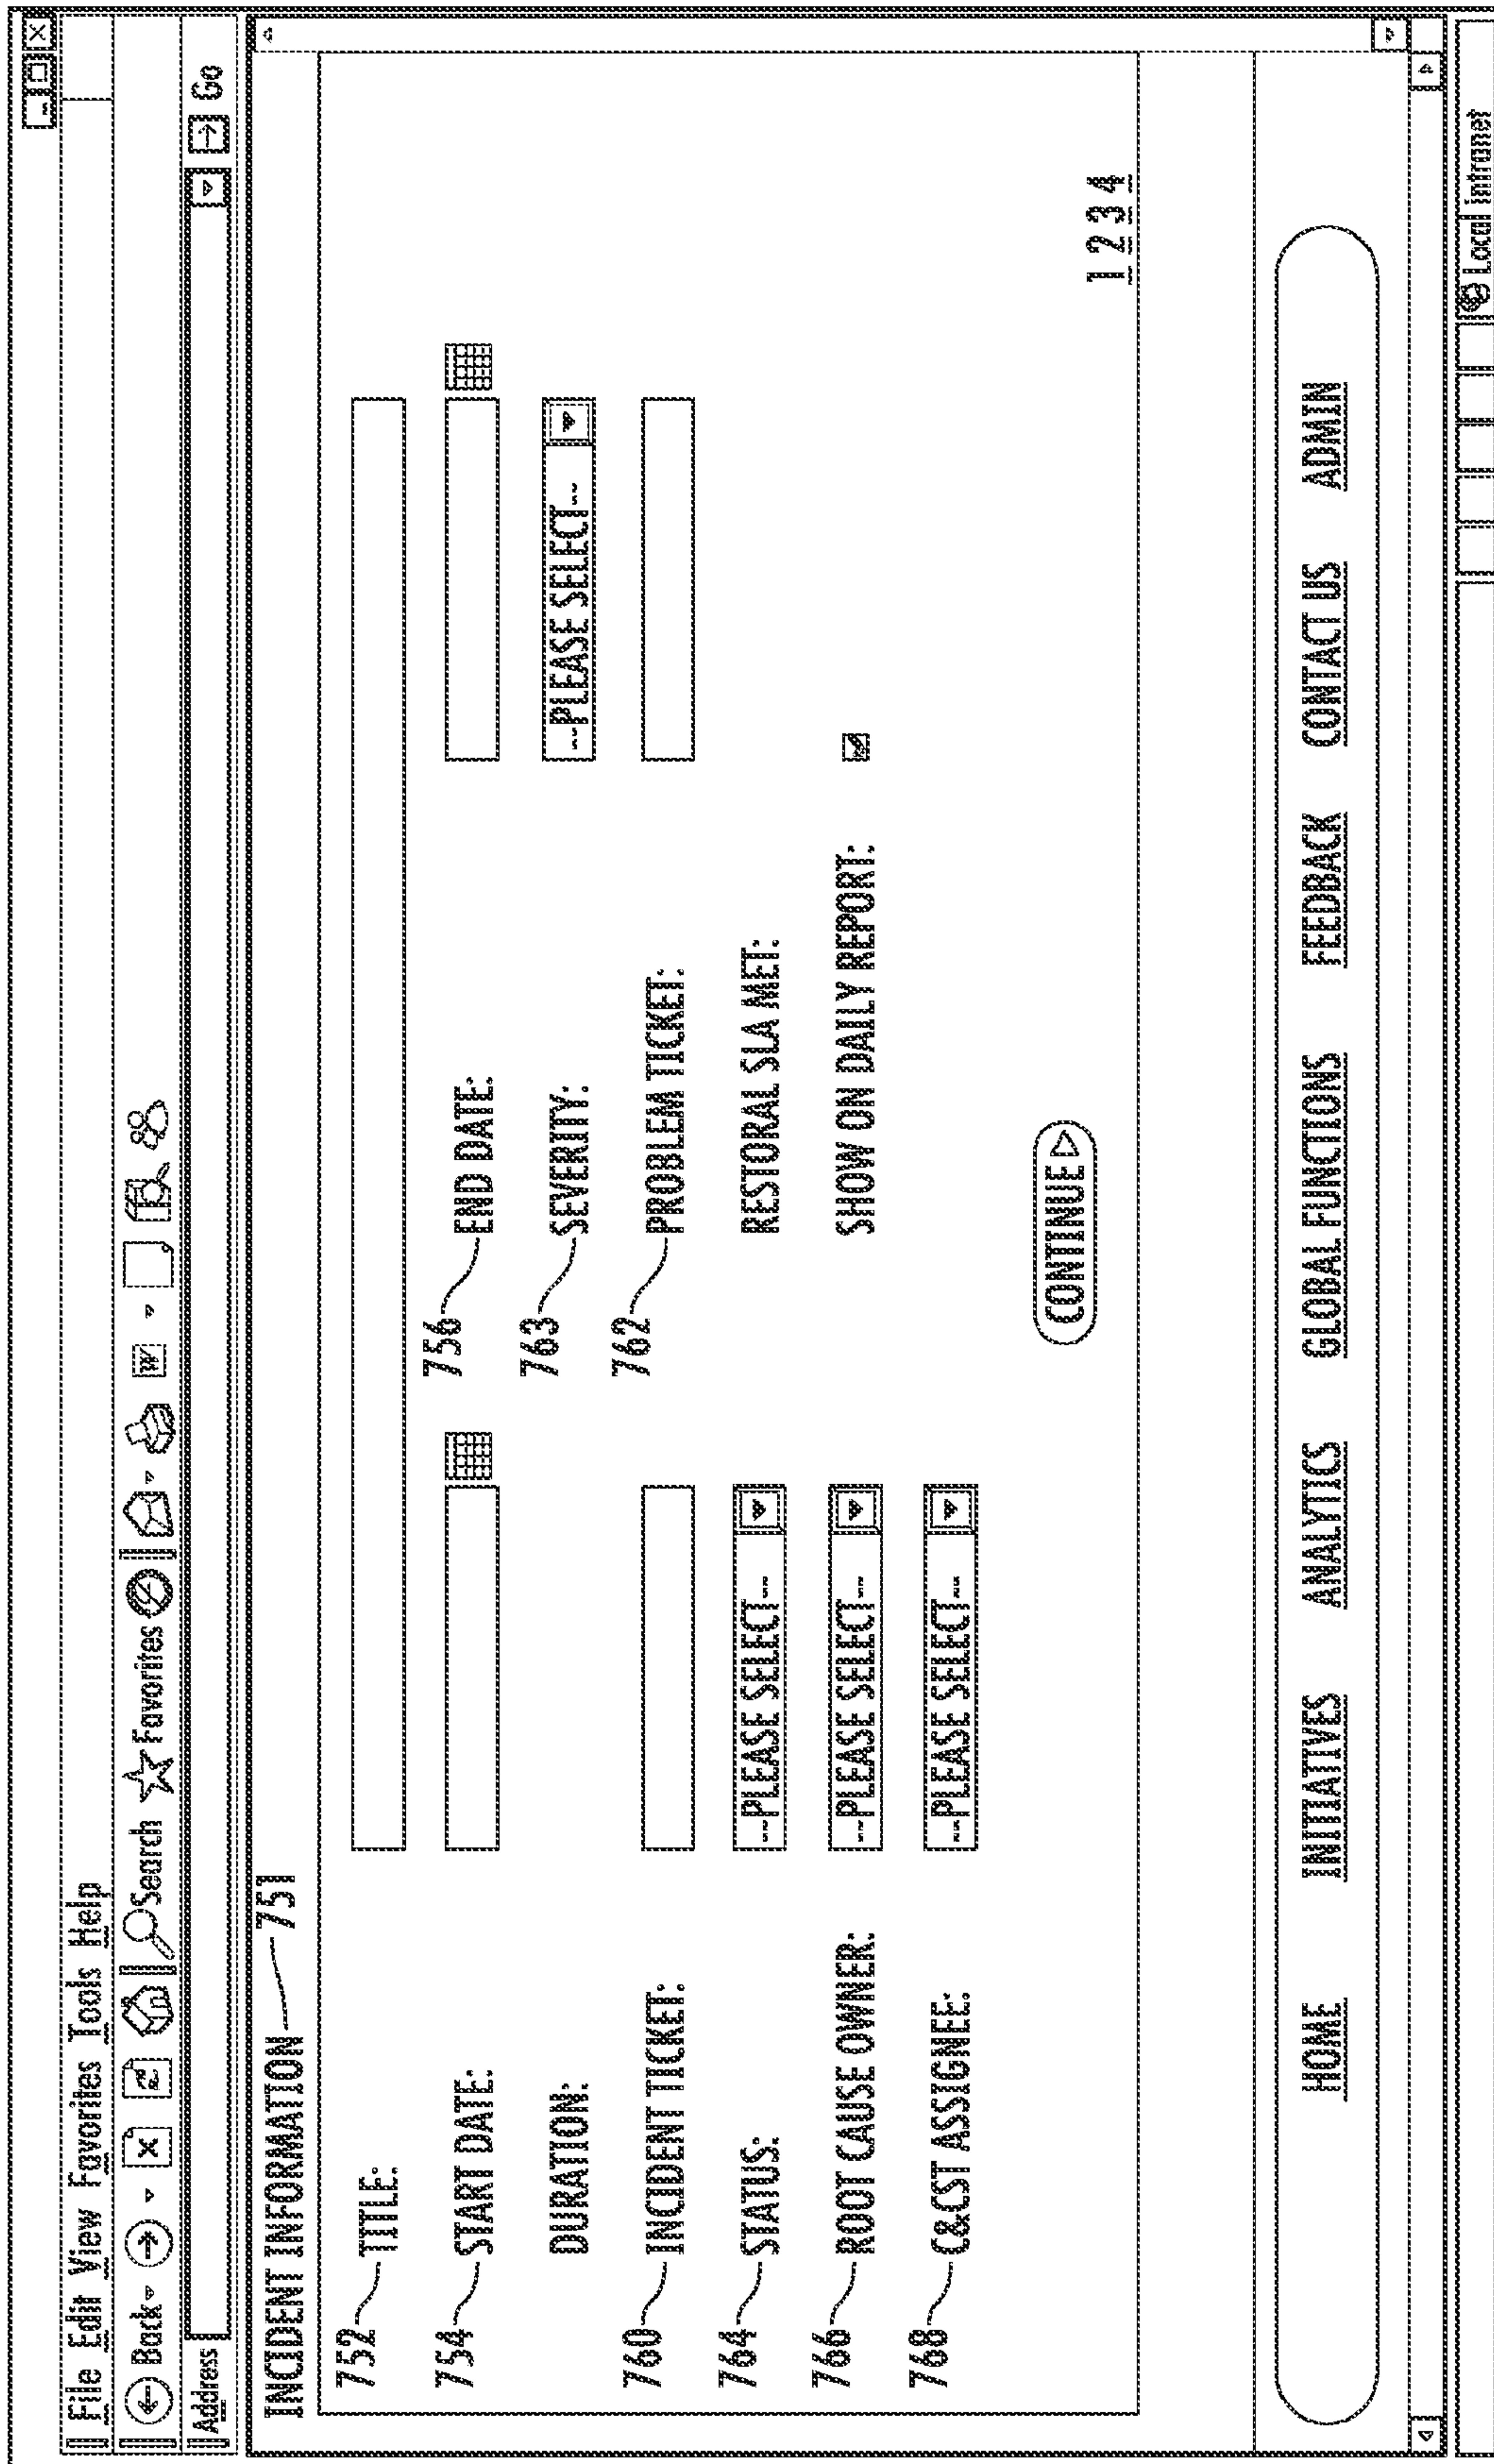 File Edit View Favorites Tools Help
Back Search Favorites W
Address Go
INCIDENT INFORMATION 751
752 TITLE:
754 START DATE: 756 END DATE:
DURATION: 763 SEVERITY: --PLEASE SELECT--
760 INCIDENT TICKET: 762 PROBLEM TICKET:
764 STATUS: --PLEASE SELECT-- RESTORAL SLA MET:
766 ROOT CAUSE OWNER: --PLEASE SELECT-- SHOW ON DAILY REPORT:
768 C&CST ASSIGNEE: --PLEASE SELECT--
CONTINUE
1 2 3 4
HOME INITIATIVES ANALYTICS GLOBAL FUNCTIONS FEEDBACK CONTACT US ADMIN
Local intranet